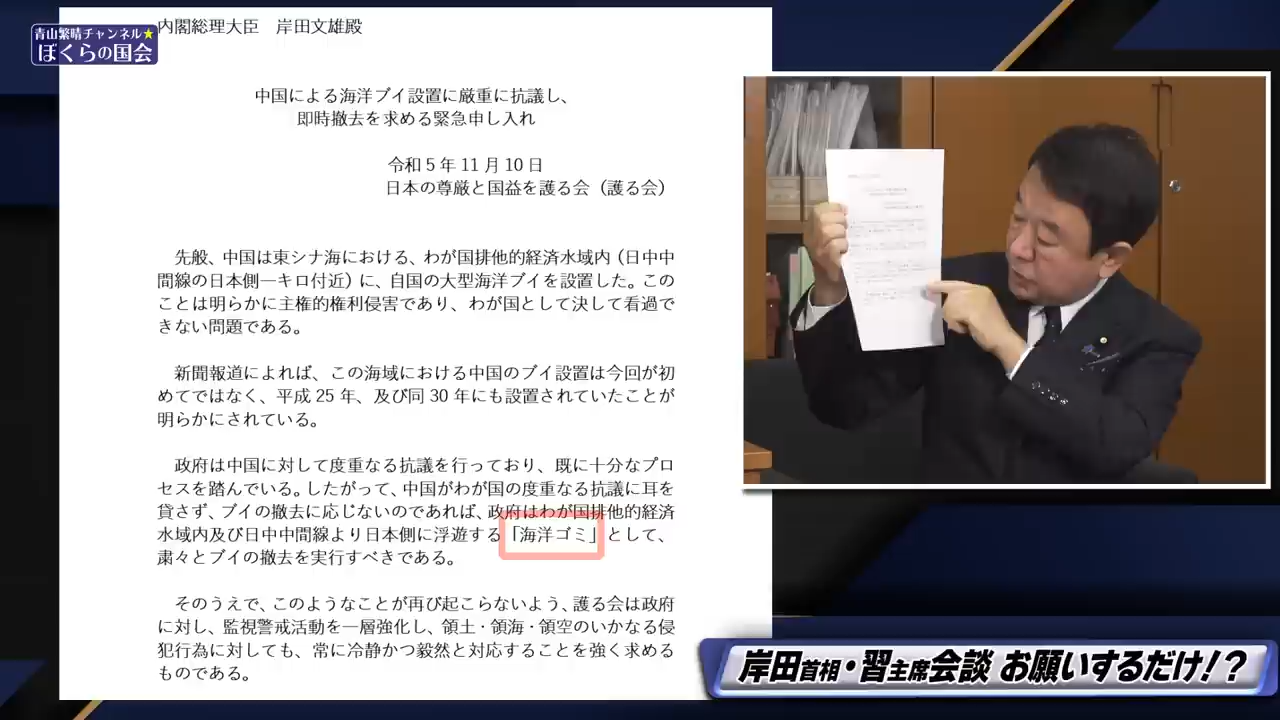 青山繁晴チャンネル★
ぼくらの国会
内閣総理大臣　岸田文雄殿
中国による海洋ブイ設置に厳重に抗議し、
即時撤去を求める緊急申し入れ
令和５年11月10日
日本の尊厳と国益を護る会（護る会）
先般、中国は東シナ海における、わが国排他的経済水域内（日中中
間線の日本側一キロ付近）に、自国の大型海洋ブイを設置した。この
ことは明らかに主権的権利侵害であり、わが国として決して看過で
きない問題である。
新聞報道によれば、この海域における中国のブイ設置は今回が初
めてではなく、平成25年、及び同30年にも設置されていたことが
明らかにされている。
政府は中国に対して度重なる抗議を行っており、既に十分なプロ
セスを踏んでいる。したがって、中国がわが国の度重なる抗議に耳を
貸さず、ブイの撤去に応じないのであれば、政府はわが国排他的経済
水域内及び日中中間線より日本側に浮遊する「海洋ゴミ」として、
粛々とブイの撤去を実行すべきである。
そのうえで、このようなことが再び起こらないよう、護る会は政府
に対し、監視警戒活動を一層強化し、領土・領海・領空のいかなる侵
犯行為に対しても、常に冷静かつ毅然と対応することを強く求める
ものである。
岸田首相・習主席会談 お願いするだけ！？